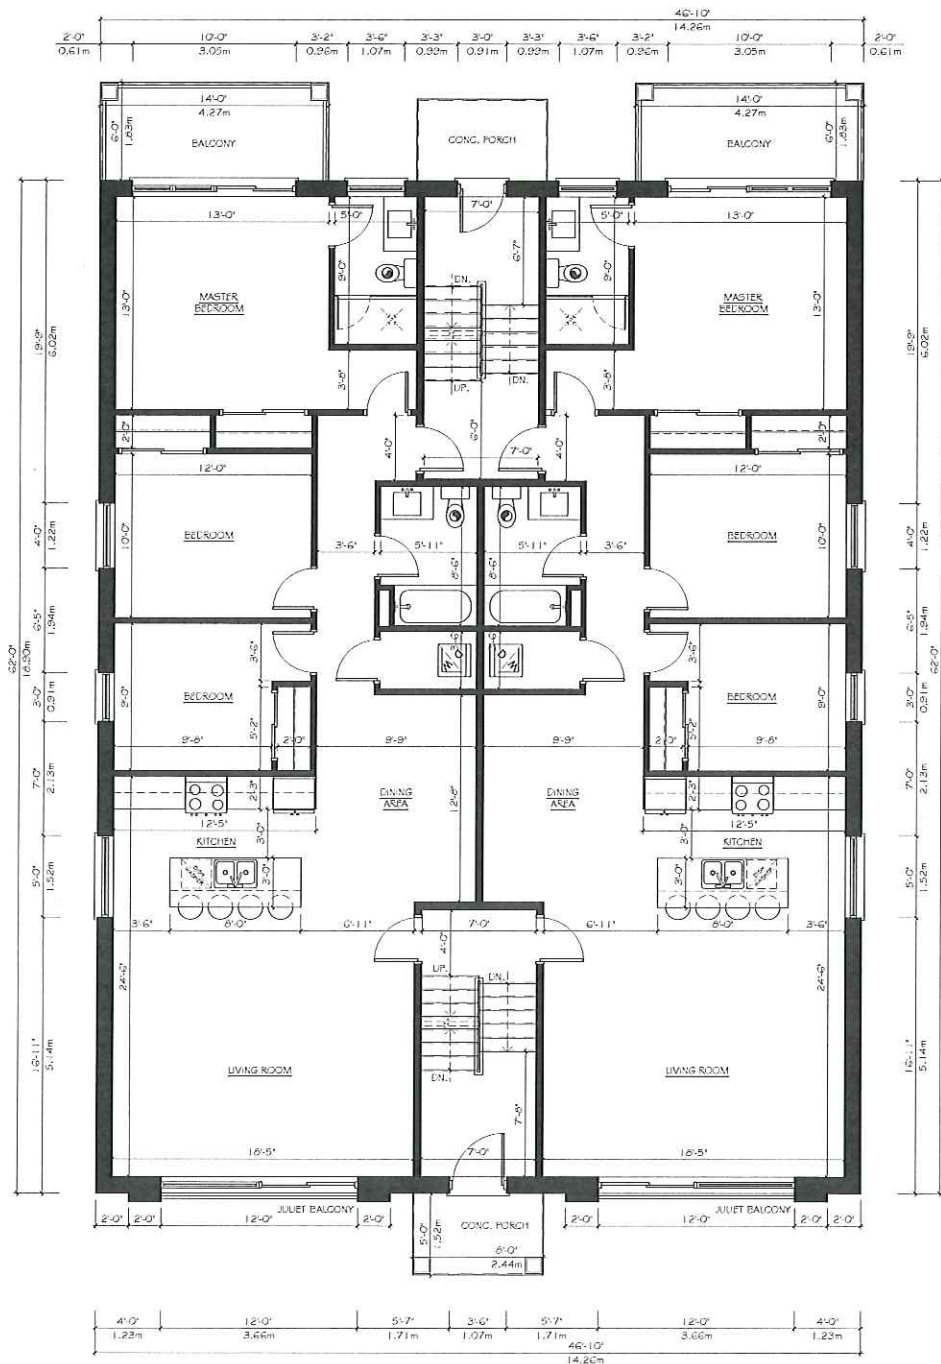 46'-10"
14.26m
2'-0" 10'-0" 3'-2" 3'-6" 3'-3" 3'-0" 3'-3" 3'-6" 3'-2" 10'-0" 2'-0"
0.61m 3.05m 0.96m 1.07m 0.99m 0.91m 0.99m 1.07m 0.96m 3.05m 0.61m
14'-0" 14'-0"
4.27m 4.27m
6'-0" 1.83m 6'-0" 1.83m
BALCONY CONC. PORCH BALCONY
13'-0" 5'-0" 7'-0" 5'-0" 13'-0"
6'-7"
9'-0" 9'-0"
DN.
MASTER MASTER
BEDROOM BEDROOM
13'-0" 13'-0"
19'-9" 6.02m 19'-9" 6.02m
3'-8" UP. DN. 3'-8"
2'-0" 4'-0" 6'-0" 4'-0" 2'-0"
7'-0"
12'-0" 12'-0"
4'-0" 1.22m 4'-0" 1.22m
BEDROOM BEDROOM
10'-0" 10'-0"
3'-6" 5'-11" 5'-11" 3'-6"
8'-6" 8'-6"
6'-5" 1.94m 6'-5" 1.94m
62'-0" 18.90m 62'-0"
3'-6" 3'-6" 3'-6" 3'-6"
3'-0" 0.91m 3'-0" 0.91m
BEDROOM BEDROOM
9'-0" 9'-0"
5'-2" 5'-2"
9'-8" 2'-0" 9'-9" 9'-9" 2'-0" 9'-8"
7'-0" 2.13m 7'-0" 2.13m
DINING DINING
AREA AREA
2'-3" 12'-8" 2'-3"
12'-5" 12'-5"
KITCHEN KITCHEN
3'-0" 3'-0"
DISH WASHER DISH WASHER
3'-0" 3'-0"
5'-0" 1.52m 5'-0" 1.52m
3'-6" 8'-0" 6'-11" 7'-0" 6'-11" 8'-0" 3'-6"
4'-0"
24'-6" 24'-6"
UP. DN.
16'-11" 5.14m 16'-11" 5.14m
LIVING ROOM LIVING ROOM
DN.
7'-8"
18'-5" 7'-0" 18'-5"
JULIET BALCONY JULIET BALCONY
2'-0" 2'-0" 12'-0" 2'-0" 2'-0" 12'-0" 2'-0" 2'-0"
5'-0" 1.52m
CONC. PORCH
8'-0"
2.44m
4'-0" 12'-0" 5'-7" 3'-6" 5'-7" 12'-0" 4'-0"
1.23m 3.66m 1.71m 1.07m 1.71m 3.66m 1.23m
46'-10"
14.26m